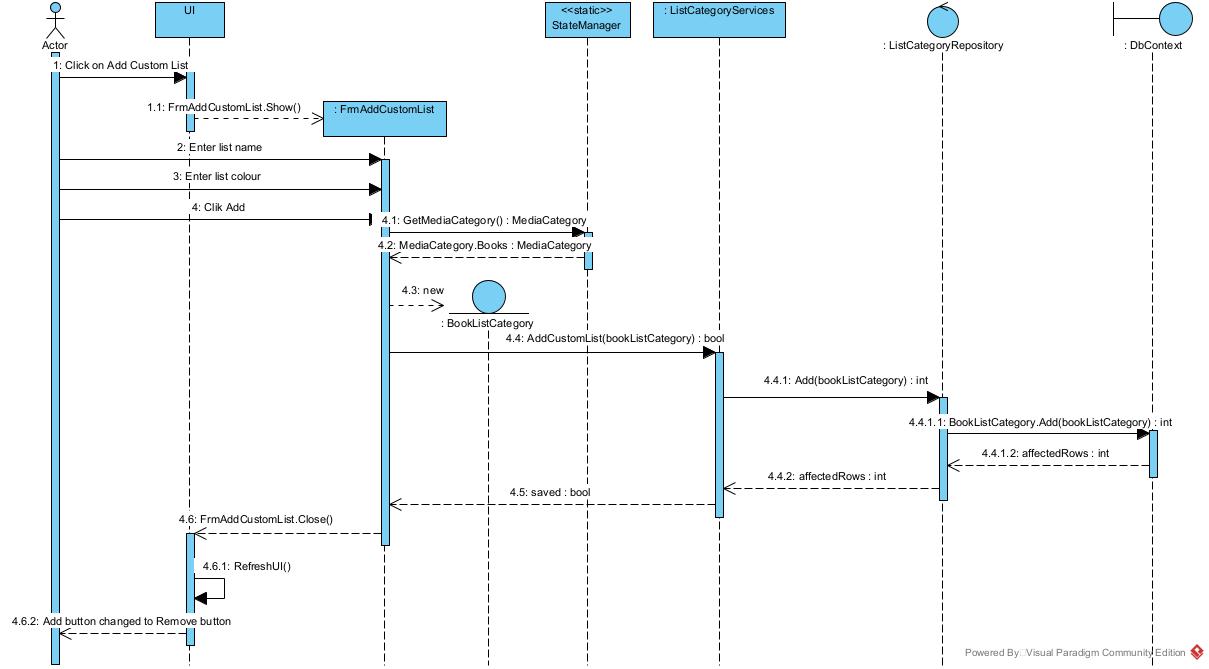 UI
<<static>>
StateManager
: ListCategoryServices
Actor
: ListCategoryRepository
: DbContext
1: Click on Add Custom List
1.1: FrmAddCustomList.Show()
: FrmAddCustomList
2: Enter list name
3: Enter list colour
4: Clik Add
4.1: GetMediaCategory() : MediaCategory
4.2: MediaCategory.Books : MediaCategory
4.3: new
: BookListCategory
4.4: AddCustomList(bookListCategory) : bool
4.4.1: Add(bookListCategory) : int
4.4.1.1: BookListCategory.Add(bookListCategory) : int
4.4.1.2: affectedRows : int
4.4.2: affectedRows : int
4.5: saved : bool
4.6: FrmAddCustomList.Close()
4.6.1: RefreshUI()
4.6.2: Add button changed to Remove button
Powered By Visual Paradigm Community Edition